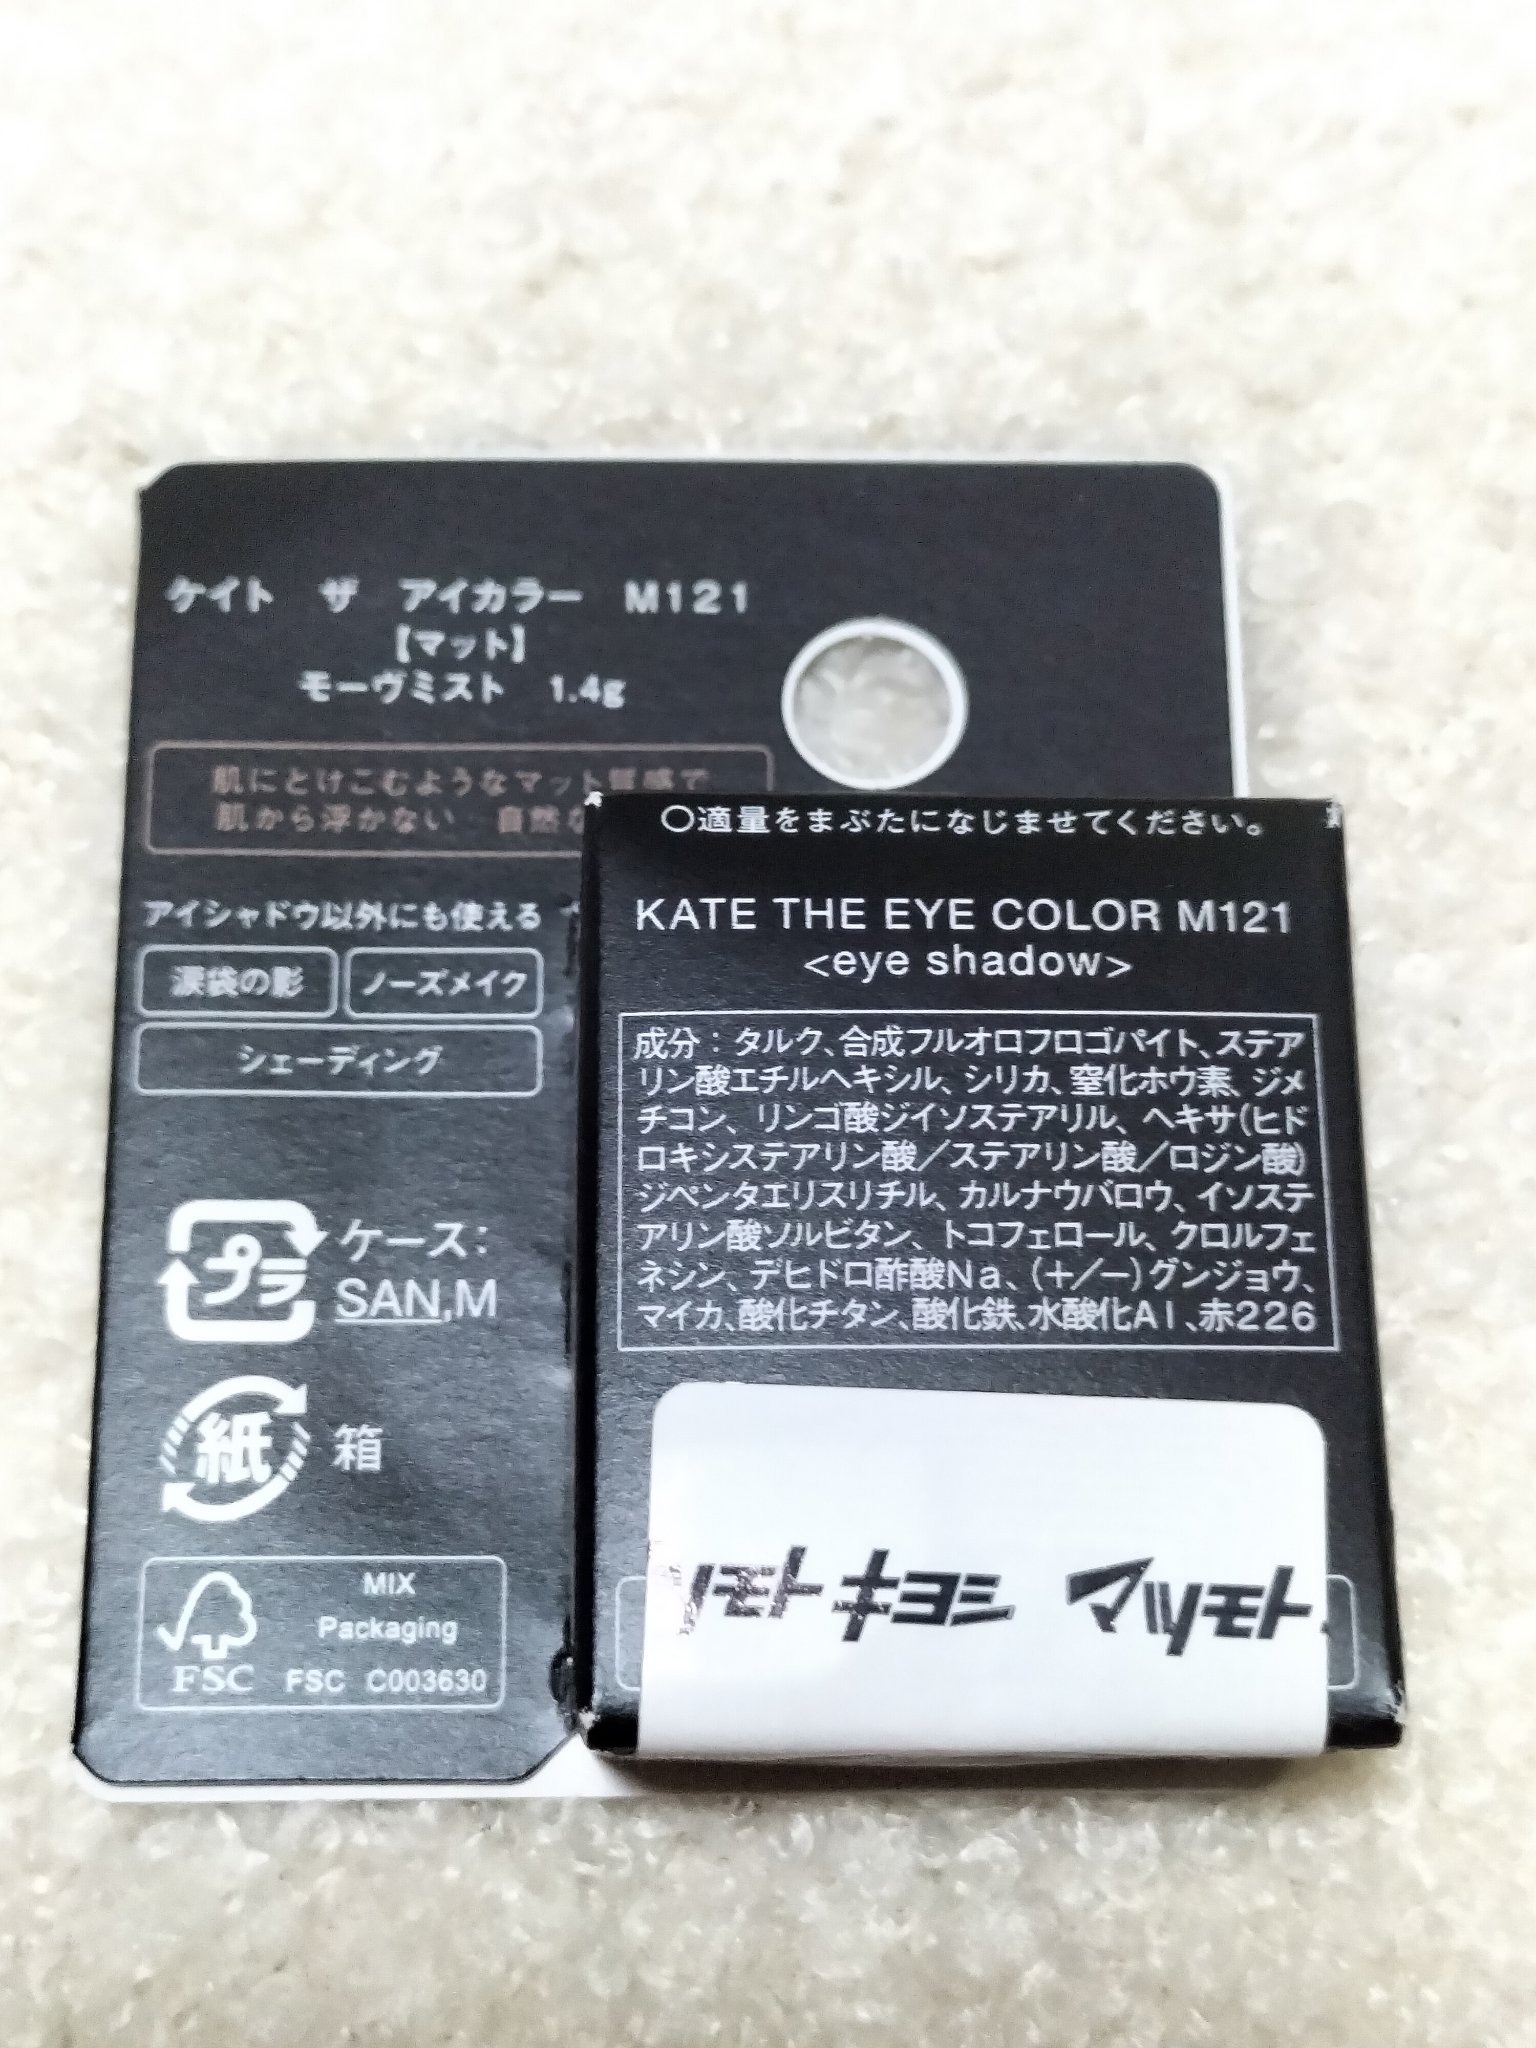 ケイト　ザ　アイカラー　M121
【マット】
モーヴミスト　1.4g
肌にとけこむようなマット質感で
肌から浮かない　自然な
アイシャドウ以外にも使える
涙袋の影
ノーズメイク
シェーディング
プラ
ケース:
SAN,M
紙
箱
FSC
MIX
Packaging
FSC C003630
○適量をまぶたになじませてください。
KATE THE EYE COLOR M121
<eye shadow>
成分：タルク、合成フルオロフロゴパイト、ステア
リン酸エチルヘキシル、シリカ、窒化ホウ素、ジメ
チコン、リンゴ酸ジイソステアリル、ヘキサ(ヒド
ロキシステアリン酸／ステアリン酸／ロジン酸)
ジペンタエリスリチル、カルナウバロウ、イソステ
アリン酸ソルビタン、トコフェロール、クロルフェ
ネシン、デヒドロ酢酸Na、(＋/－)グンジョウ、
マイカ、酸化チタン、酸化鉄、水酸化Al、赤226
マツモトキヨシ